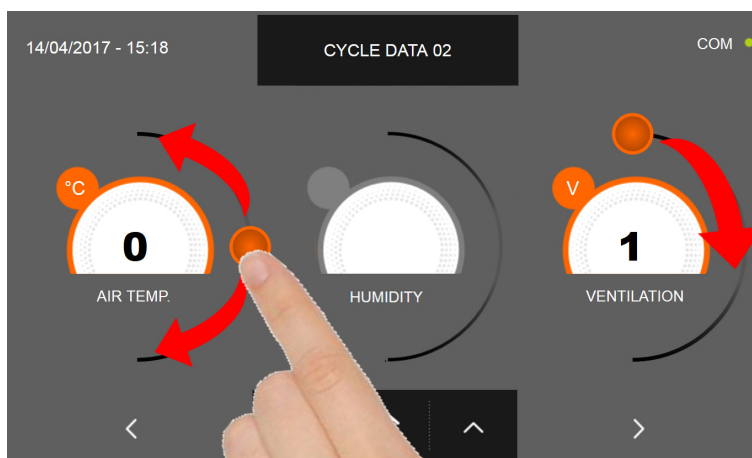 14/04/2017 - 15:18
CYCLE DATA 02
COM
°C
V
0
1
AIR TEMP.
HUMIDITY
VENTILATION